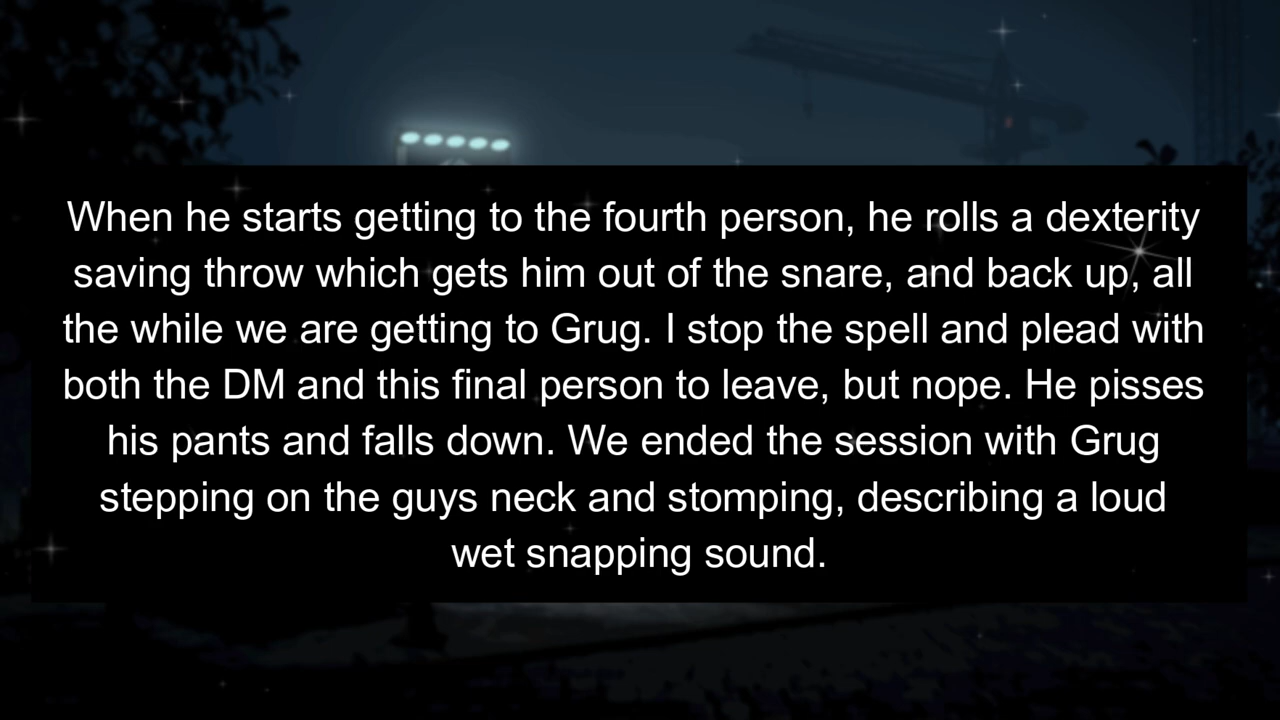 When he starts getting to the fourth person, he rolls a dexterity
saving throw which gets him out of the snare, and back up, all
the while we are getting to Grug. I stop the spell and plead with
both the DM and this final person to leave, but nope. He pisses
his pants and falls down. We ended the session with Grug
stepping on the guys neck and stomping, describing a loud
wet snapping sound.